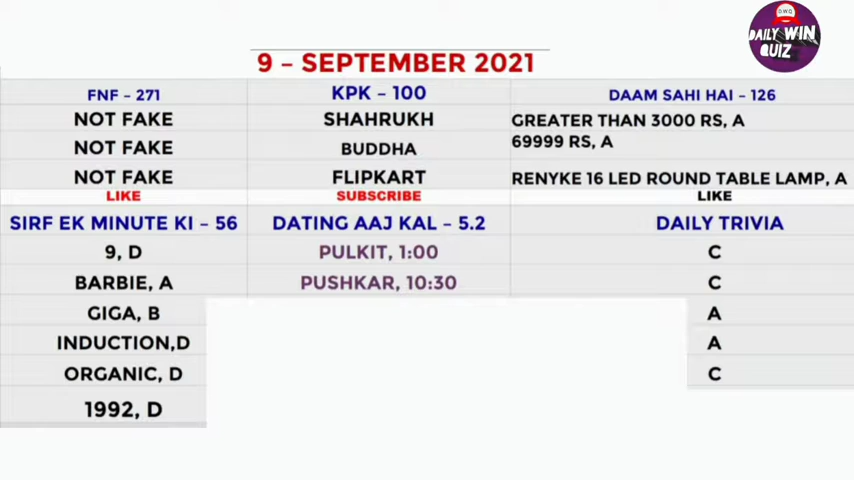 DWQ
DAILY WIN
QUIZ
9 – SEPTEMBER 2021
FNF – 271
KPK – 100
DAAM SAHI HAI – 126
NOT FAKE
SHAHRUKH
GREATER THAN 3000 RS, A
NOT FAKE
BUDDHA
69999 RS, A
NOT FAKE
FLIPKART
RENYKE 16 LED ROUND TABLE LAMP, A
LIKE
SUBSCRIBE
LIKE
SIRF EK MINUTE KI – 56
DATING AAJ KAL – 5.2
DAILY TRIVIA
9, D
PULKIT, 1:00
C
BARBIE, A
PUSHKAR, 10:30
C
GIGA, B
A
INDUCTION,D
A
ORGANIC, D
C
1992, D